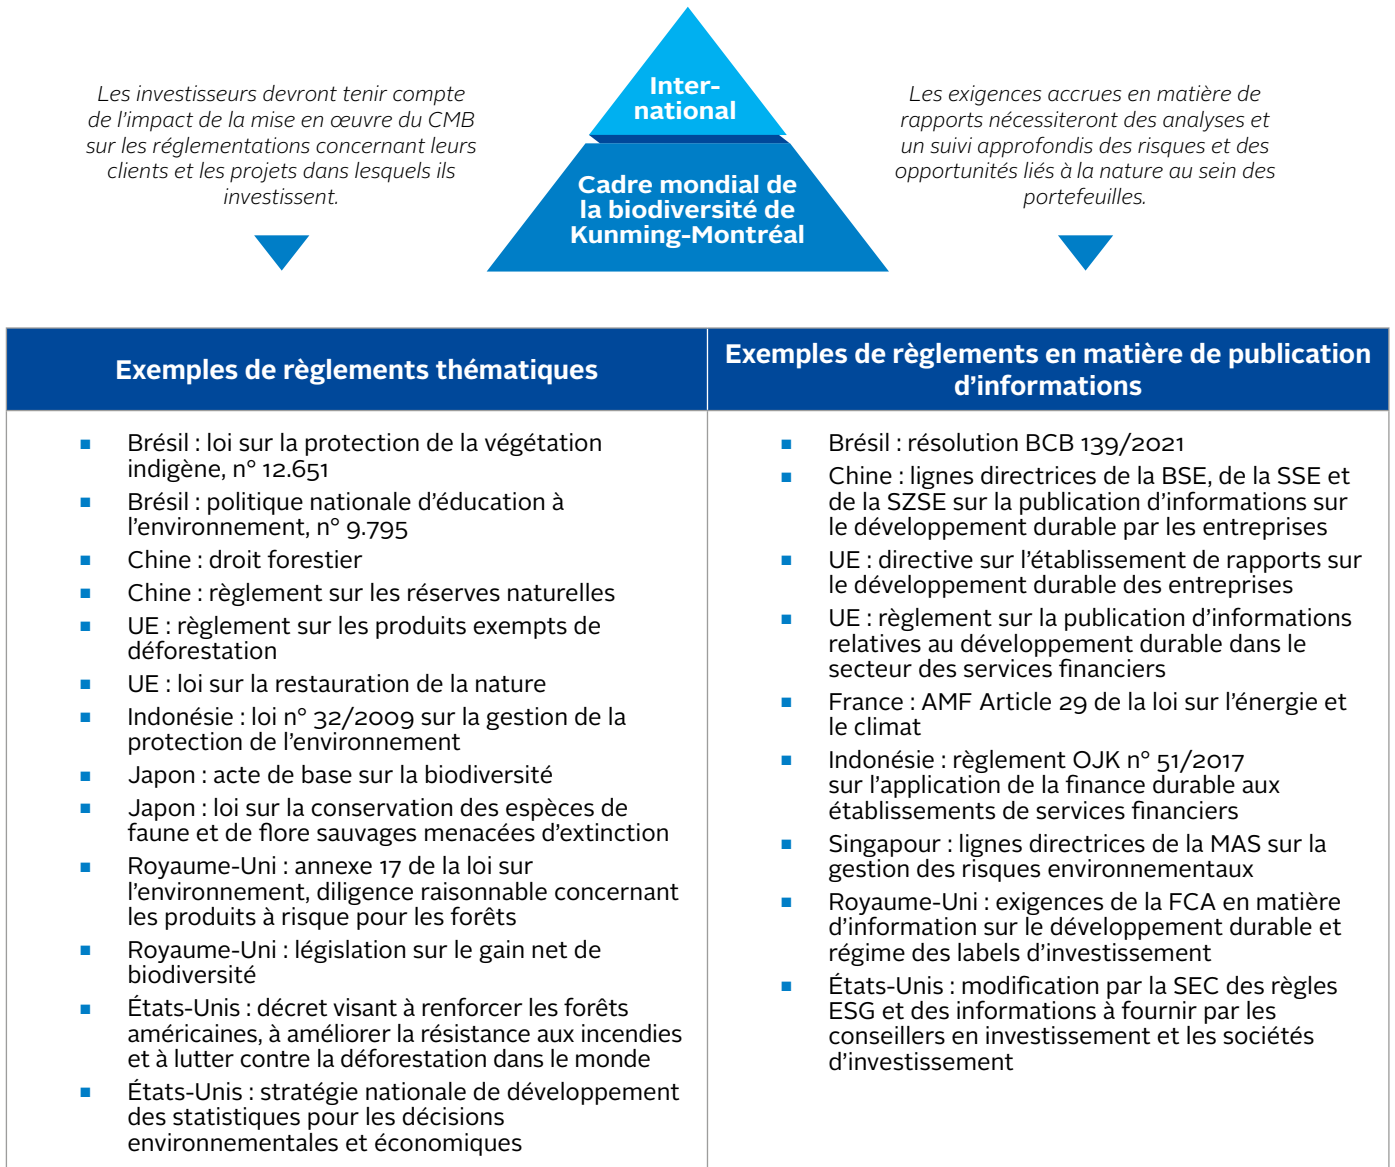 Inter-
national
Cadre mondial de
la biodiversité de
Kunming-Montréal
Les investisseurs devront tenir compte
de l'impact de la mise en œuvre du CMB
sur les réglementations concernant leurs
clients et les projets dans lesquels ils
investissent.
Les exigences accrues en matière de
rapports nécessiteront des analyses et
un suivi approfondis des risques et des
opportunités liés à la nature au sein des
portefeuilles.
Exemples de règlements thématiques
▪ Brésil : loi sur la protection de la végétation
indigène, n° 12.651
▪ Brésil : politique nationale d'éducation à
l'environnement, n° 9.795
▪ Chine : droit forestier
▪ Chine : règlement sur les réserves naturelles
▪ UE : règlement sur les produits exempts de
déforestation
▪ UE : loi sur la restauration de la nature
▪ Indonésie : loi n° 32/2009 sur la gestion de la
protection de l'environnement
▪ Japon : acte de base sur la biodiversité
▪ Japon : loi sur la conservation des espèces de
faune et de flore sauvages menacées d'extinction
▪ Royaume-Uni : annexe 17 de la loi sur
l'environnement, diligence raisonnable concernant
les produits à risque pour les forêts
▪ Royaume-Uni : législation sur le gain net de
biodiversité
▪ États-Unis : décret visant à renforcer les forêts
américaines, à améliorer la résistance aux incendies
et à lutter contre la déforestation dans le monde
▪ États-Unis : stratégie nationale de développement
des statistiques pour les décisions
environnementales et économiques
Exemples de règlements en matière de publication
d'informations
▪ Brésil : résolution BCB 139/2021
▪ Chine : lignes directrices de la BSE, de la SSE et
de la SZSE sur la publication d'informations sur
le développement durable par les entreprises
▪ UE : directive sur l'établissement de rapports sur
le développement durable des entreprises
▪ UE : règlement sur la publication d'informations
relatives au développement durable dans le
secteur des services financiers
▪ France : AMF Article 29 de la loi sur l'énergie et
le climat
▪ Indonésie : règlement OJK n° 51/2017
sur l'application de la finance durable aux
établissements de services financiers
▪ Singapour : lignes directrices de la MAS sur la
gestion des risques environnementaux
▪ Royaume-Uni : exigences de la FCA en matière
d'information sur le développement durable et
régime des labels d'investissement
▪ États-Unis : modification par la SEC des règles
ESG et des informations à fournir par les
conseillers en investissement et les sociétés
d'investissement